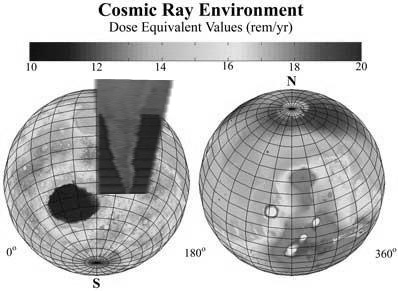 Cosmic Ray Environment
Dose Equivalent Values (rem/yr)
10 12 14 16 18 20
N
0° 180° 360°
S